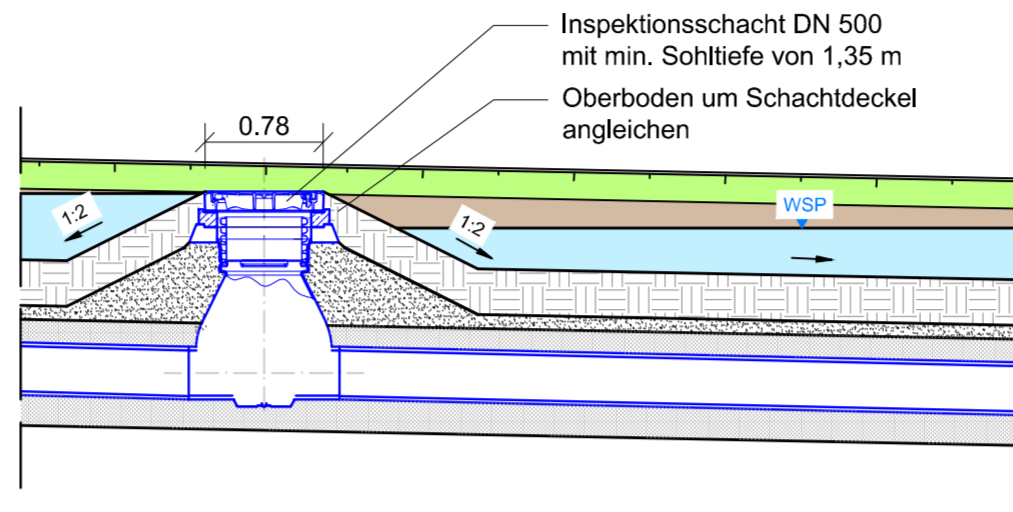 Inspektionsschacht DN 500
mit min. Sohltiefe von 1,35 m
Oberboden um Schachtdeckel
angleichen
0.78
1:2
1:2
WSP